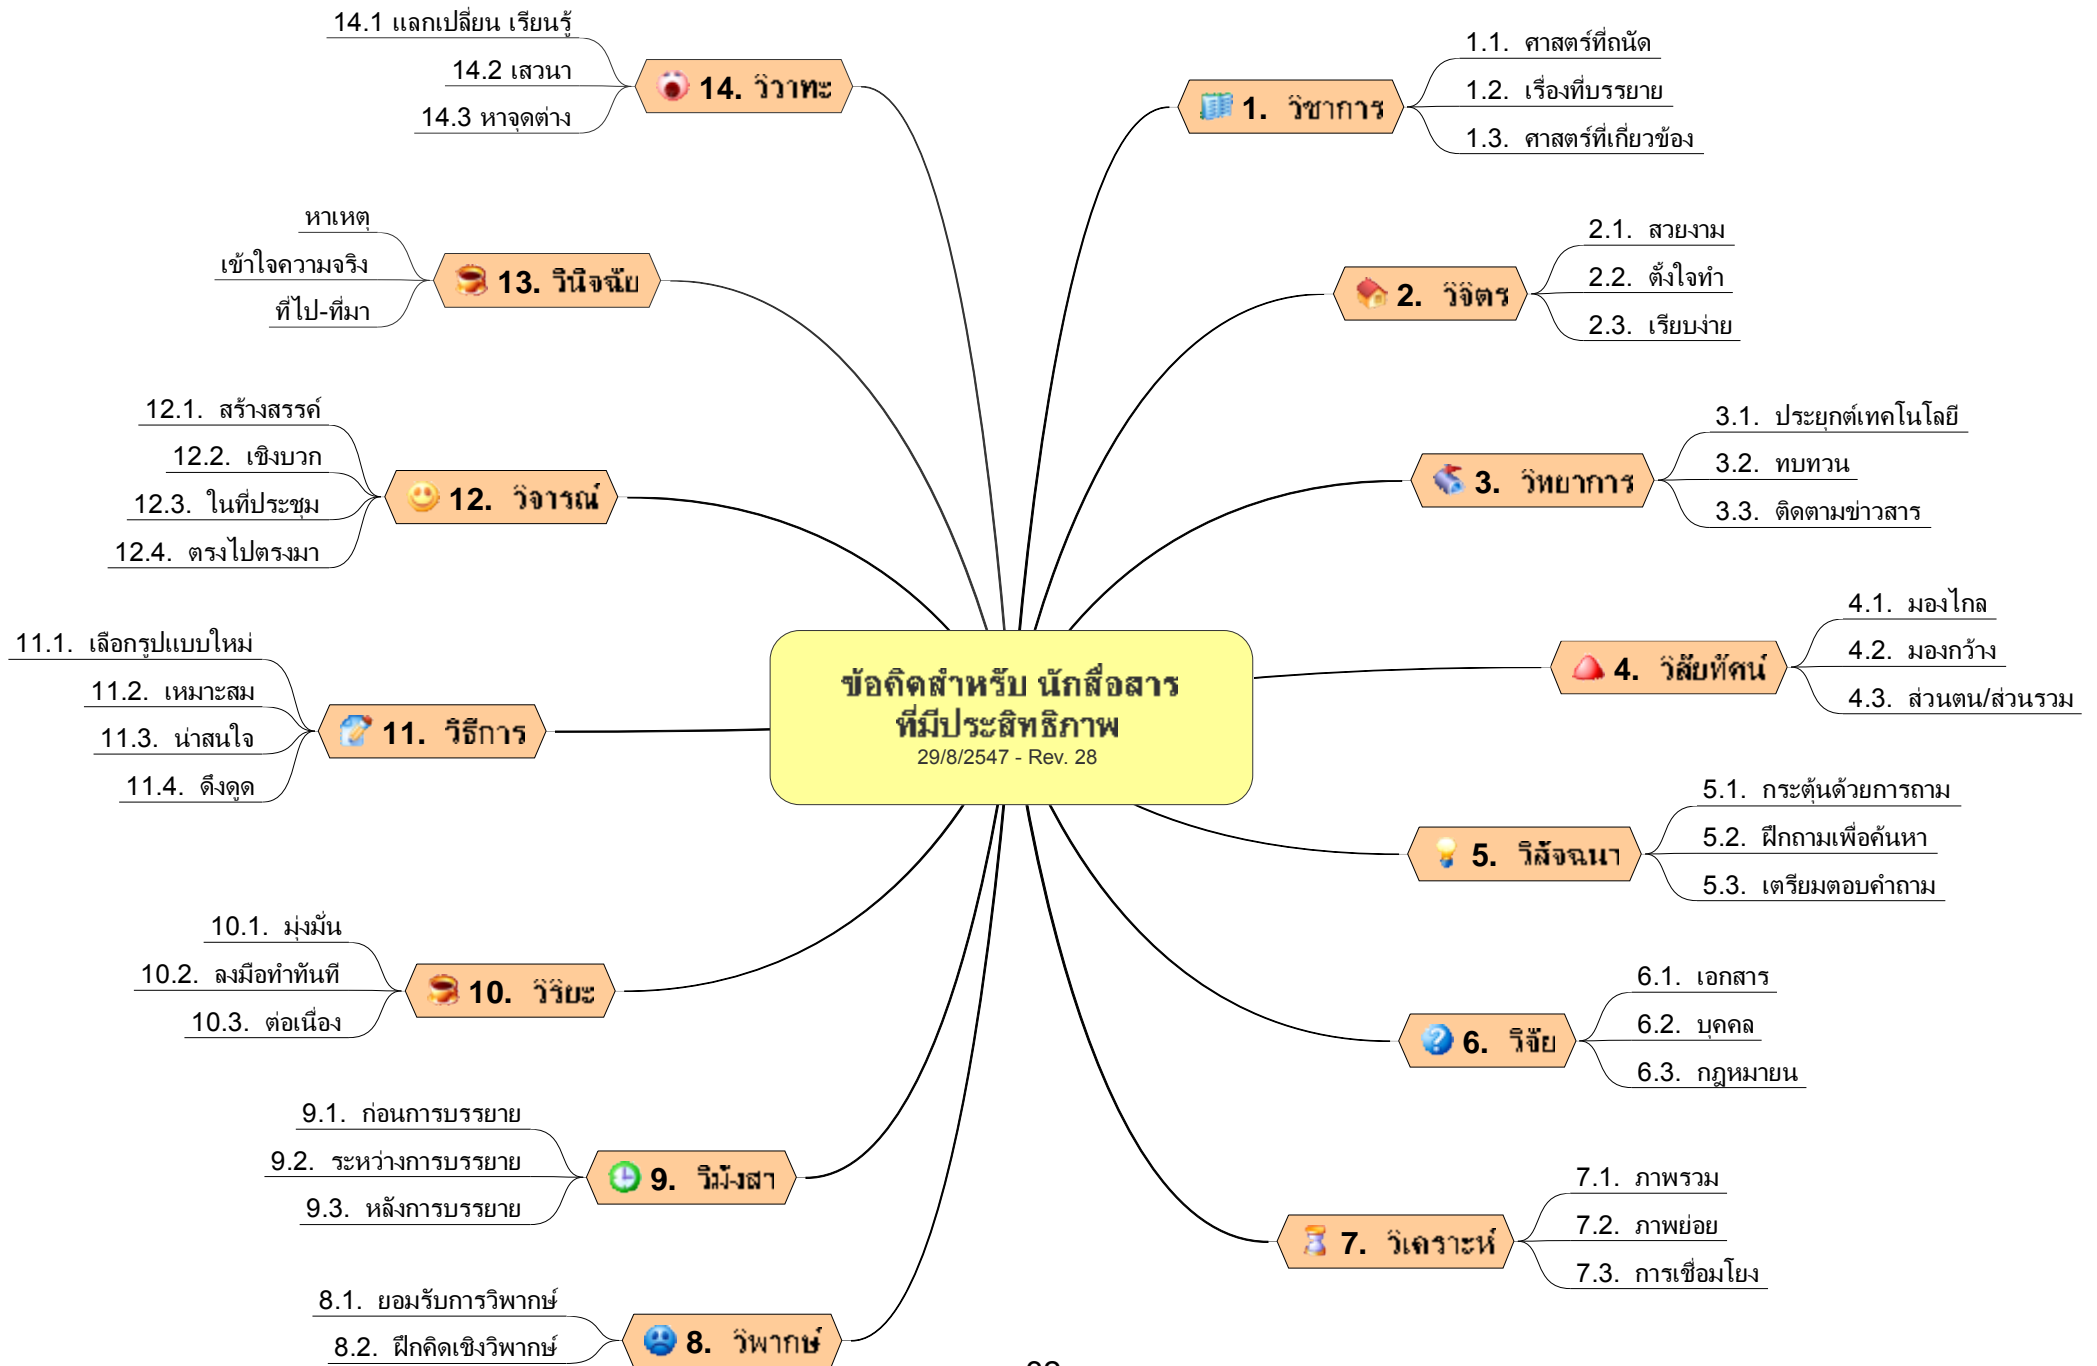 ข้อคิดสำหรับ นักสื่อสาร
ที่มีประสิทธิภาพ
29/8/2547 - Rev. 28
1. วิชาการ
1.1. ศาสตร์ที่ถนัด
1.2. เรื่องที่บรรยาย
1.3. ศาสตร์ที่เกี่ยวข้อง
2. วิจิตร
2.1. สวยงาม
2.2. ตั้งใจทำ
2.3. เรียบง่าย
3. วิทยาการ
3.1. ประยุกต์เทคโนโลยี
3.2. ทบทวน
3.3. ติดตามข่าวสาร
4. วิสัยทัศน์
4.1. มองไกล
4.2. มองกว้าง
4.3. ส่วนตน/ส่วนรวม
5. วิสัจฉนา
5.1. กระตุ้นด้วยการถาม
5.2. ฝึกถามเพื่อค้นหา
5.3. เตรียมตอบคำถาม
6. วิจัย
6.1. เอกสาร
6.2. บุคคล
6.3. กฎหมายน
7. วิเคราะห์
7.1. ภาพรวม
7.2. ภาพย่อย
7.3. การเชื่อมโยง
8. วิพากษ์
8.1. ยอมรับการวิพากษ์
8.2. ฝึกคิดเชิงวิพากษ์
9. วิมังสา
9.1. ก่อนการบรรยาย
9.2. ระหว่างการบรรยาย
9.3. หลังการบรรยาย
10. วิริยะ
10.1. มุ่งมั่น
10.2. ลงมือทำทันที
10.3. ต่อเนื่อง
11. วิธีการ
11.1. เลือกรูปแบบใหม่
11.2. เหมาะสม
11.3. น่าสนใจ
11.4. ดึงดูด
12. วิจารณ์
12.1. สร้างสรรค์
12.2. เชิงบวก
12.3. ในที่ประชุม
12.4. ตรงไปตรงมา
13. วินิจฉัย
หาเหตุ
เข้าใจความจริง
ที่ไป-ที่มา
14. วิวาทะ
14.1 แลกเปลี่ยน เรียนรู้
14.2 เสวนา
14.3 หาจุดต่าง